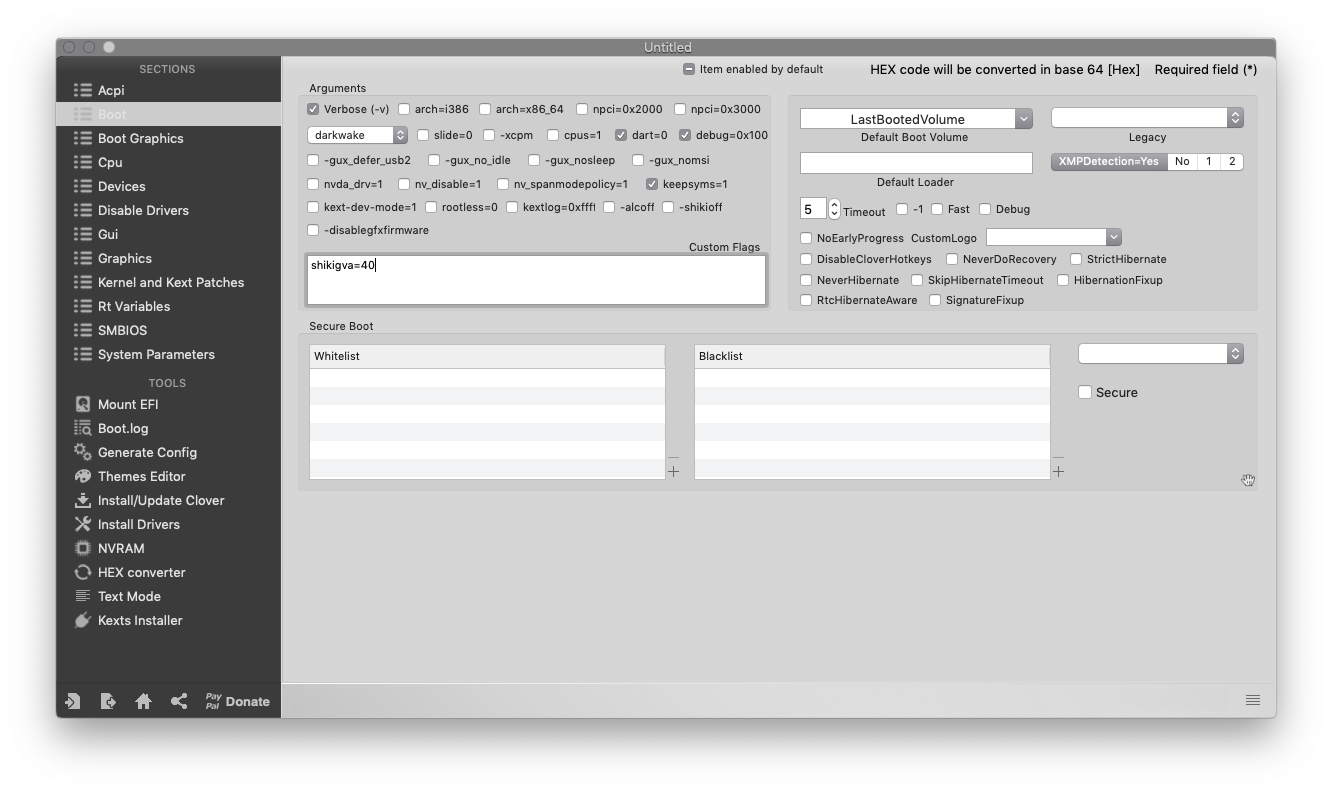 Untitled
SECTIONS
Acpi
Boot
Boot Graphics
Cpu
Devices
Disable Drivers
Gui
Graphics
Kernel and Kext Patches
Rt Variables
SMBIOS
System Parameters
TOOLS
Mount EFI
Boot.log
Generate Config
Themes Editor
Install/Update Clover
Install Drivers
NVRAM
HEX converter
Text Mode
Kexts Installer
Pay
Pal
Donate
Item enabled by default HEX code will be converted in base 64 [Hex] Required field (*)
Arguments
Verbose (-v) arch=i386 arch=x86_64 npci=0x2000 npci=0x3000
darkwake slide=0 -xcpm cpus=1 dart=0 debug=0x100
-gux_defer_usb2 -gux_no_idle -gux_nosleep -gux_nomsi
nvda_drv=1 nv_disable=1 nv_spanmodepolicy=1 keepsyms=1
kext-dev-mode=1 rootless=0 kextlog=0xffff -alcoff -shikioff
-disablegfxfirmware
Custom Flags
shikigva=40
LastBootedVolume
Default Boot Volume
Legacy
XMPDetection=Yes No 1 2
Default Loader
5 Timeout -1 Fast Debug
NoEarlyProgress CustomLogo
DisableCloverHotkeys NeverDoRecovery StrictHibernate
NeverHibernate SkipHibernateTimeout HibernationFixup
RtcHibernateAware SignatureFixup
Secure Boot
Whitelist
Blacklist
Secure